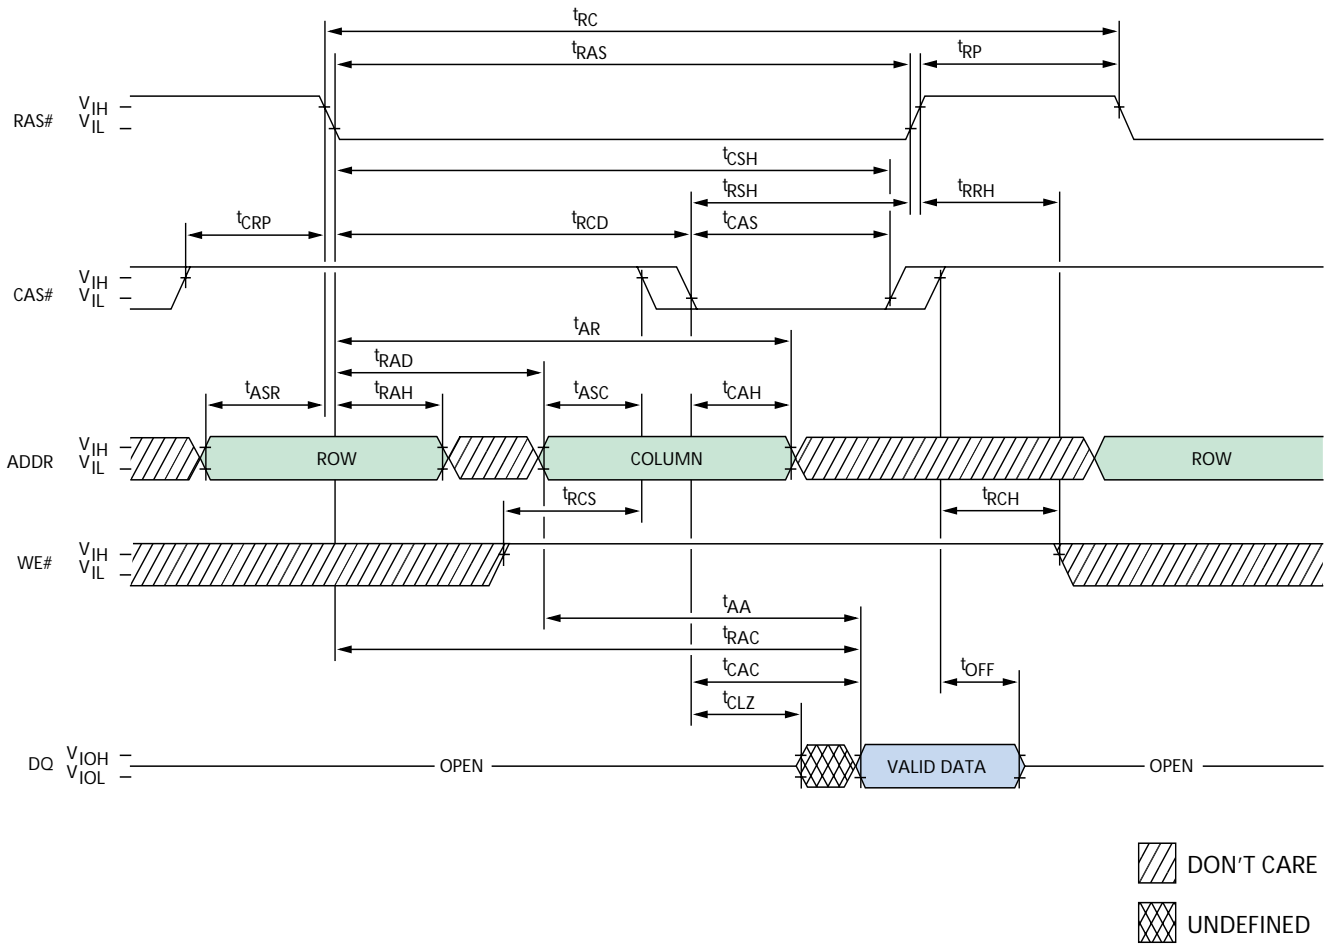 tRC
tRAS
tRP
RAS#
VIH
VIL
tCSH
tRSH
tRRH
tCRP
tRCD
tCAS
CAS#
VIH
VIL
tAR
tRAD
tASR
tRAH
tASC
tCAH
ADDR
VIH
VIL
ROW
COLUMN
ROW
tRCS
tRCH
WE#
VIH
VIL
tAA
tRAC
tCAC
tOFF
tCLZ
DQ
VIOH
VIOL
OPEN
VALID DATA
OPEN
DON'T CARE
UNDEFINED